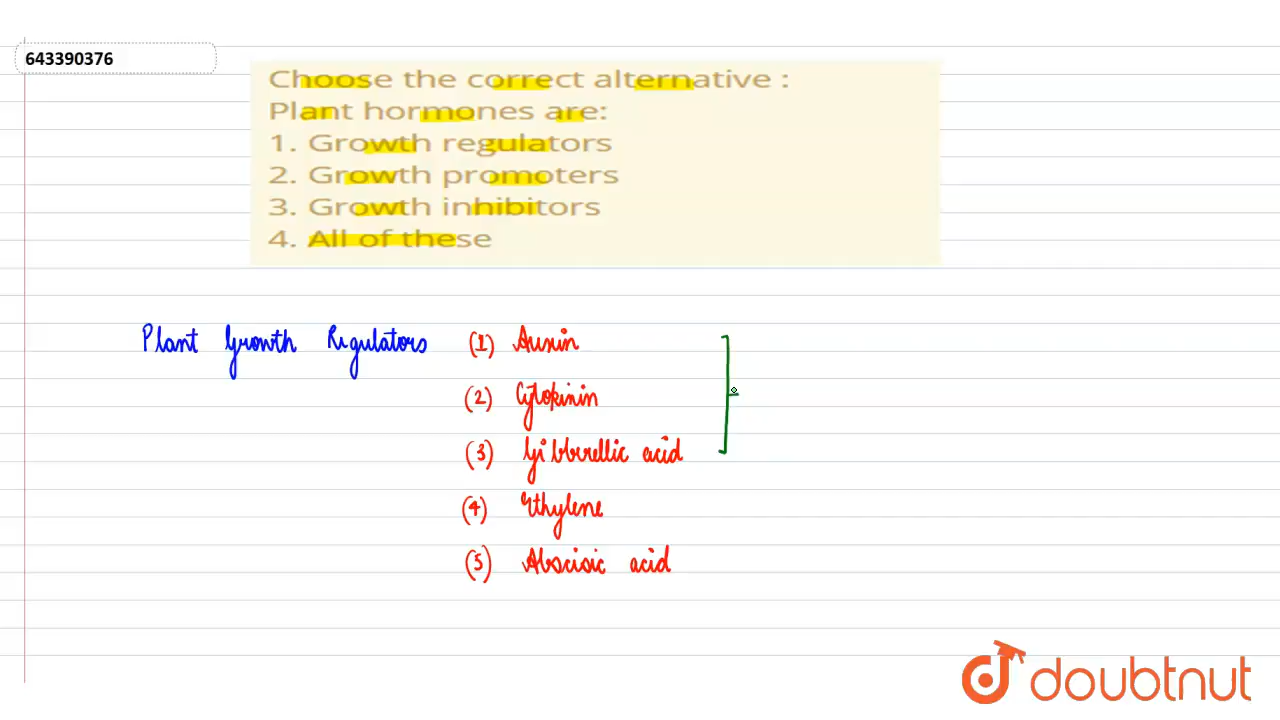 643390376
Choose the correct alternative :
Plant hormones are:
1. Growth regulators
2. Growth promoters
3. Growth inhibitors
4. All of these
Plant Growth Regulators (1) Auxin
(2) Cytokinin
(3) Gibberellic acid
(4) Ethylene
(5) Abscisic acid
doubtnut